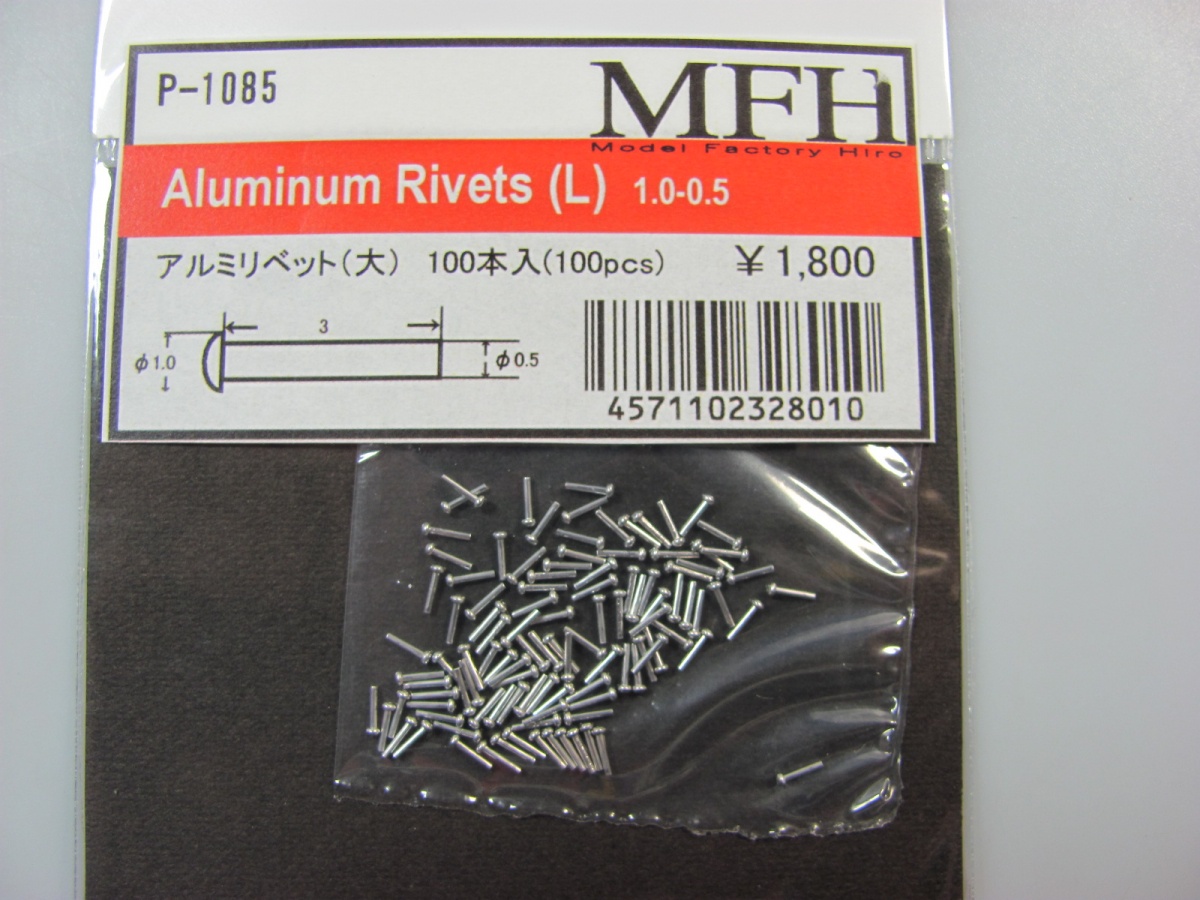 P-1085
MFH
Model Factory Hiro
Aluminum Rivets (L) 1.0-0.5
アルミリベット(大) 100本入(100pcs) ¥1,800
3
φ1.0
φ0.5
4571102328010